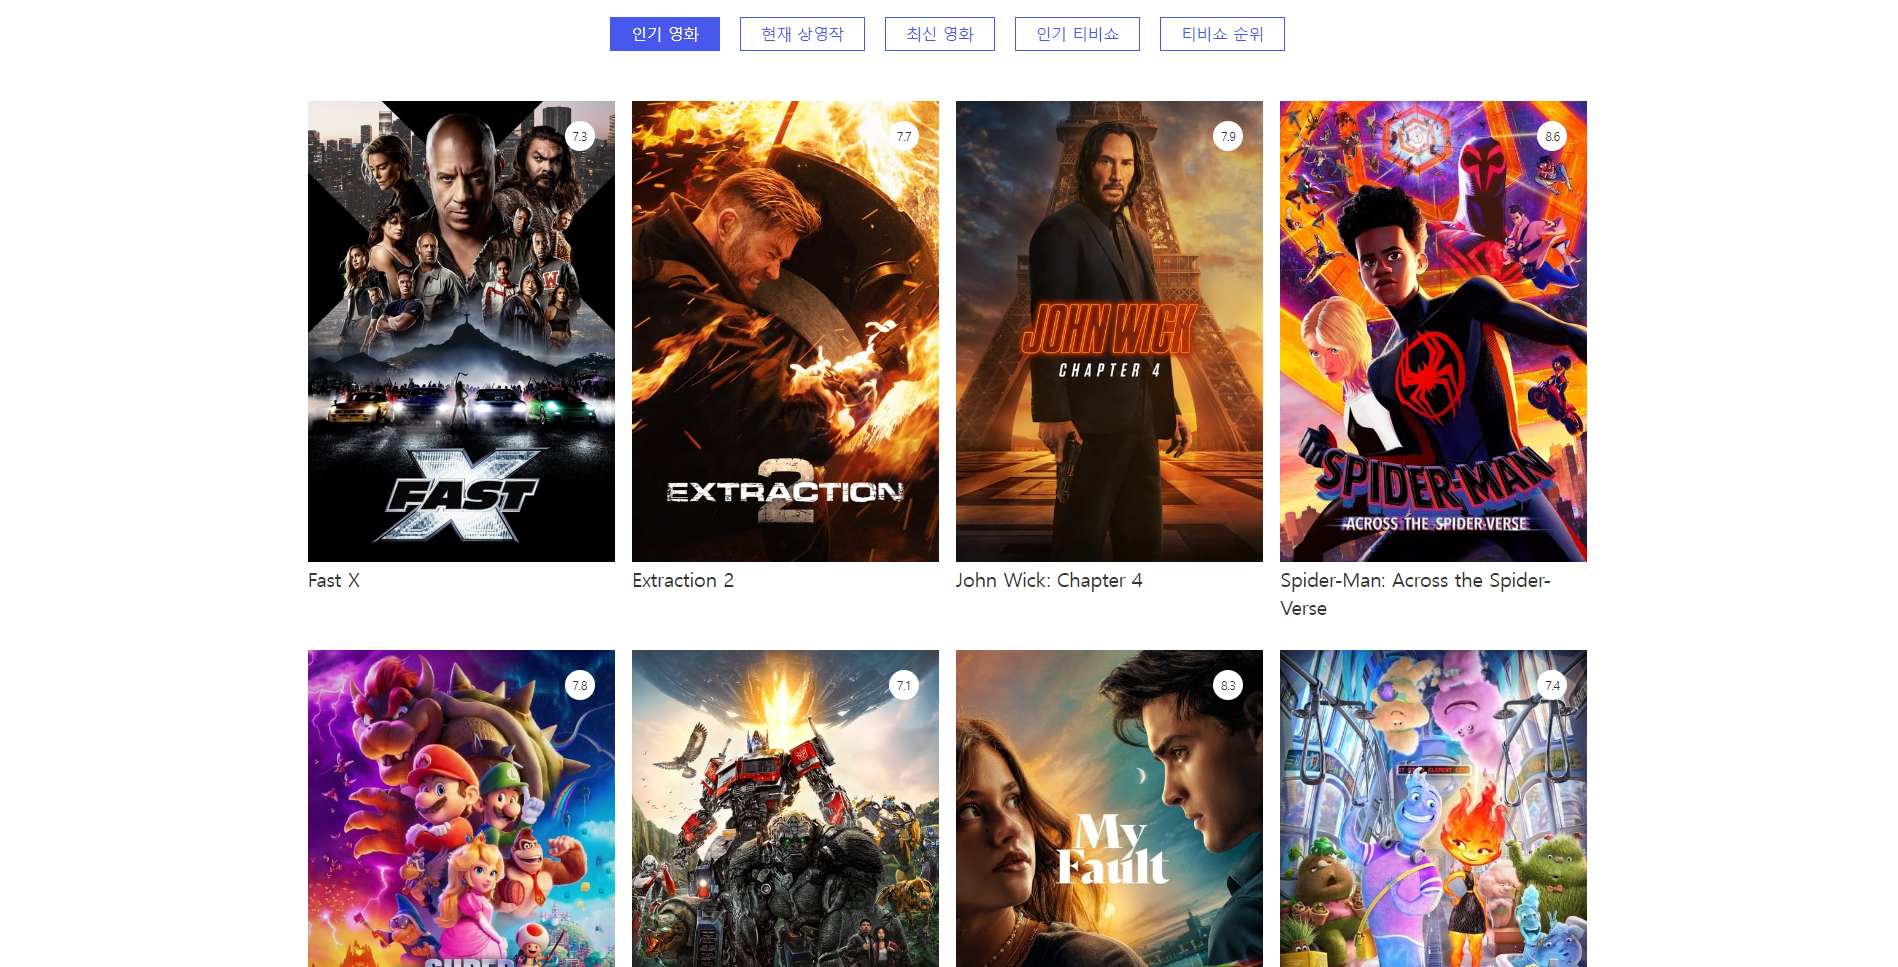 인기 영화
현재 상영작
최신 영화
인기 티비쇼
티비쇼 순위
7.3
FAST X
7.7
EXTRACTION 2
7.9
JOHN WICK
CHAPTER 4
8.6
SPIDER-MAN
ACROSS THE SPIDER-VERSE
Fast X
Extraction 2
John Wick: Chapter 4
Spider-Man: Across the Spider-
Verse
7.8
SUPER
7.1
8.3
My
Fault
7.4